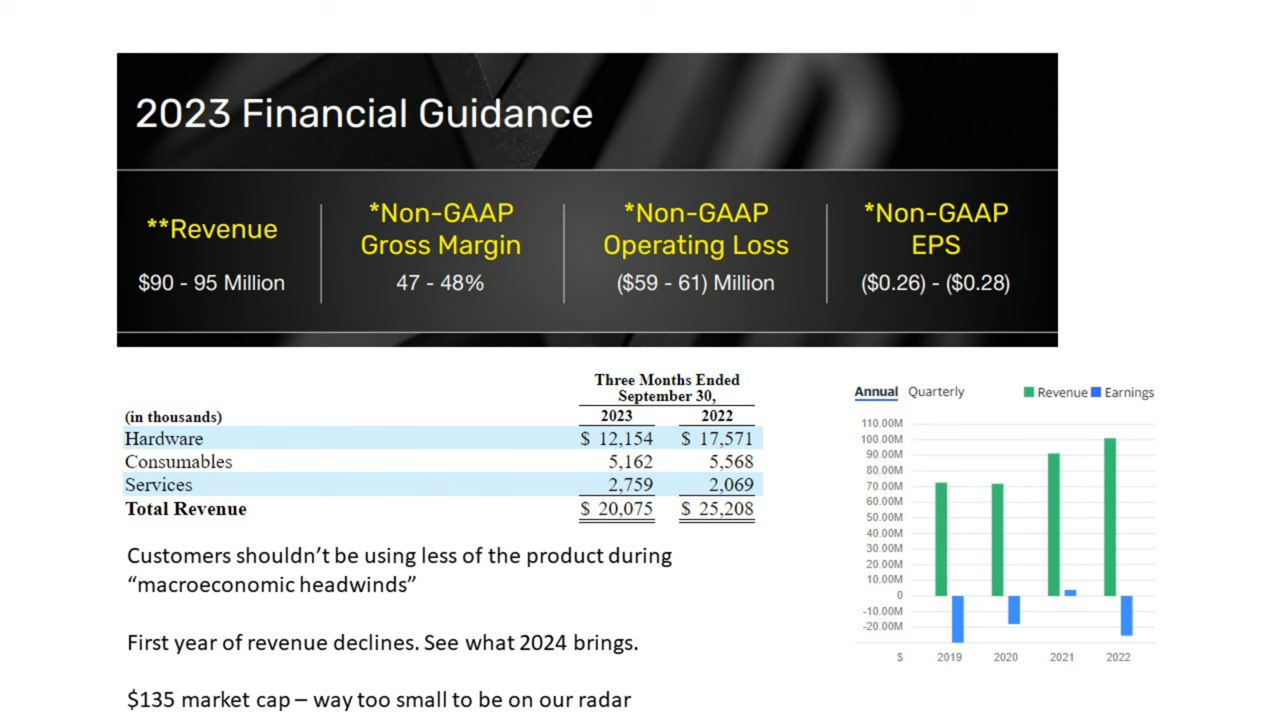 2023 Financial Guidance
**Revenue
$90 - 95 Million
*Non-GAAP
Gross Margin
47 - 48%
*Non-GAAP
Operating Loss
($59 - 61) Million
*Non-GAAP
EPS
($0.26) - ($0.28)
Three Months Ended
September 30,
(in thousands) 2023 2022
Hardware $ 12,154 $ 17,571
Consumables 5,162 5,568
Services 2,759 2,069
Total Revenue $ 20,075 $ 25,208
Customers shouldn't be using less of the product during
"macroeconomic headwinds"
First year of revenue declines. See what 2024 brings.
$135 market cap – way too small to be on our radar
Annual Quarterly Revenue Earnings
110.00M
100.00M
90.00M
80.00M
70.00M
60.00M
50.00M
40.00M
30.00M
20.00M
10.00M
0
-10.00M
-20.00M
$ 2019 2020 2021 2022